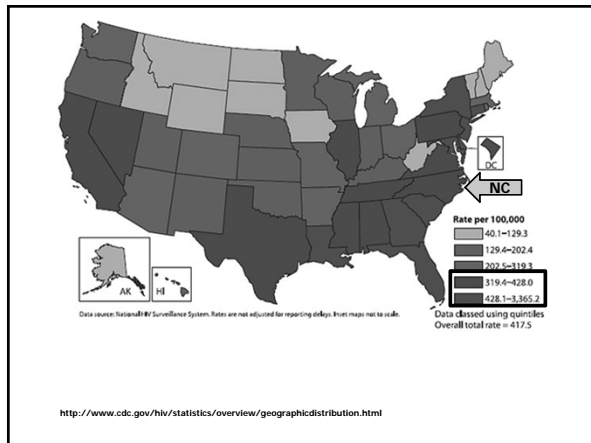 DC
NC
Rate per 100,000
40.1–129.3
129.4–202.4
202.5–319.3
319.4–428.0
428.1–3,365.2
AK
HI
Data source: National HIV Surveillance System. Rates are not adjusted for reporting delays. Inset maps not to scale.
Data classed using quintiles
Overall total rate = 417.5
http://www.cdc.gov/hiv/statistics/overview/geographicdistribution.html